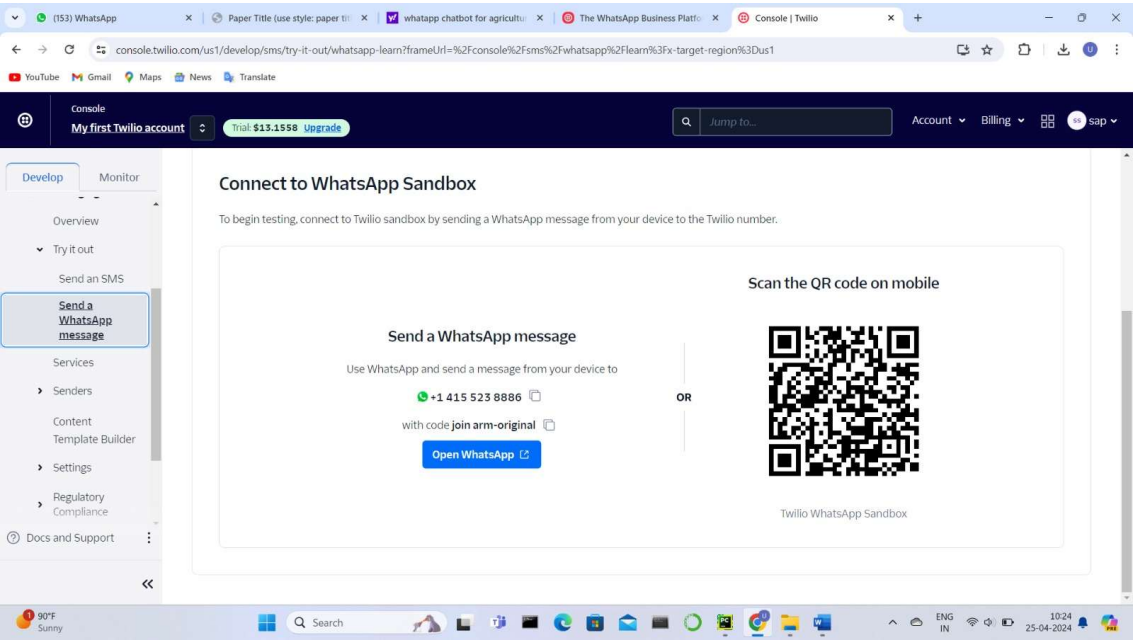 (153) WhatsApp
Paper Title (use style: paper tit
whatapp chatbot for agricultu
The WhatsApp Business Platfo
Console | Twilio
console.twilio.com/us1/develop/sms/try-it-out/whatsapp-learn?frameUrl=%2Fconsole%2Fsms%2Fwhatsapp%2Flearn%3Fx-target-region%3Dus1
U
YouTube
Gmail
Maps
News
Translate
Console
My first Twilio account
Trial: $13.1558 Upgrade
Jump to...
Account
Billing
ss
sap
Develop
Monitor
Overview
Try it out
Send an SMS
Send a
WhatsApp
message
Services
Senders
Content
Template Builder
Settings
Regulatory
Compliance
Docs and Support
Connect to WhatsApp Sandbox
To begin testing, connect to Twilio sandbox by sending a WhatsApp message from your device to the Twilio number.
Send a WhatsApp message
Use WhatsApp and send a message from your device to
+1 415 523 8886
with code join arm-original
Open WhatsApp
OR
Scan the QR code on mobile
Twilio WhatsApp Sandbox
1
90°F
Sunny
Search
ENG
IN
10:24
25-04-2024